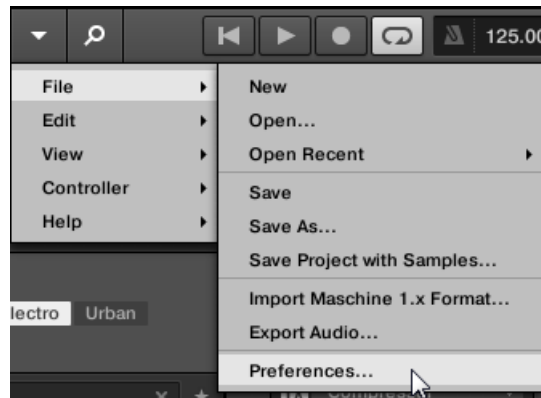 125.00
File
Edit
View
Controller
Help
New
Open...
Open Recent
Save
Save As...
Save Project with Samples...
Import Maschine 1.x Format...
Export Audio...
Preferences...
lectro Urban
Compressor